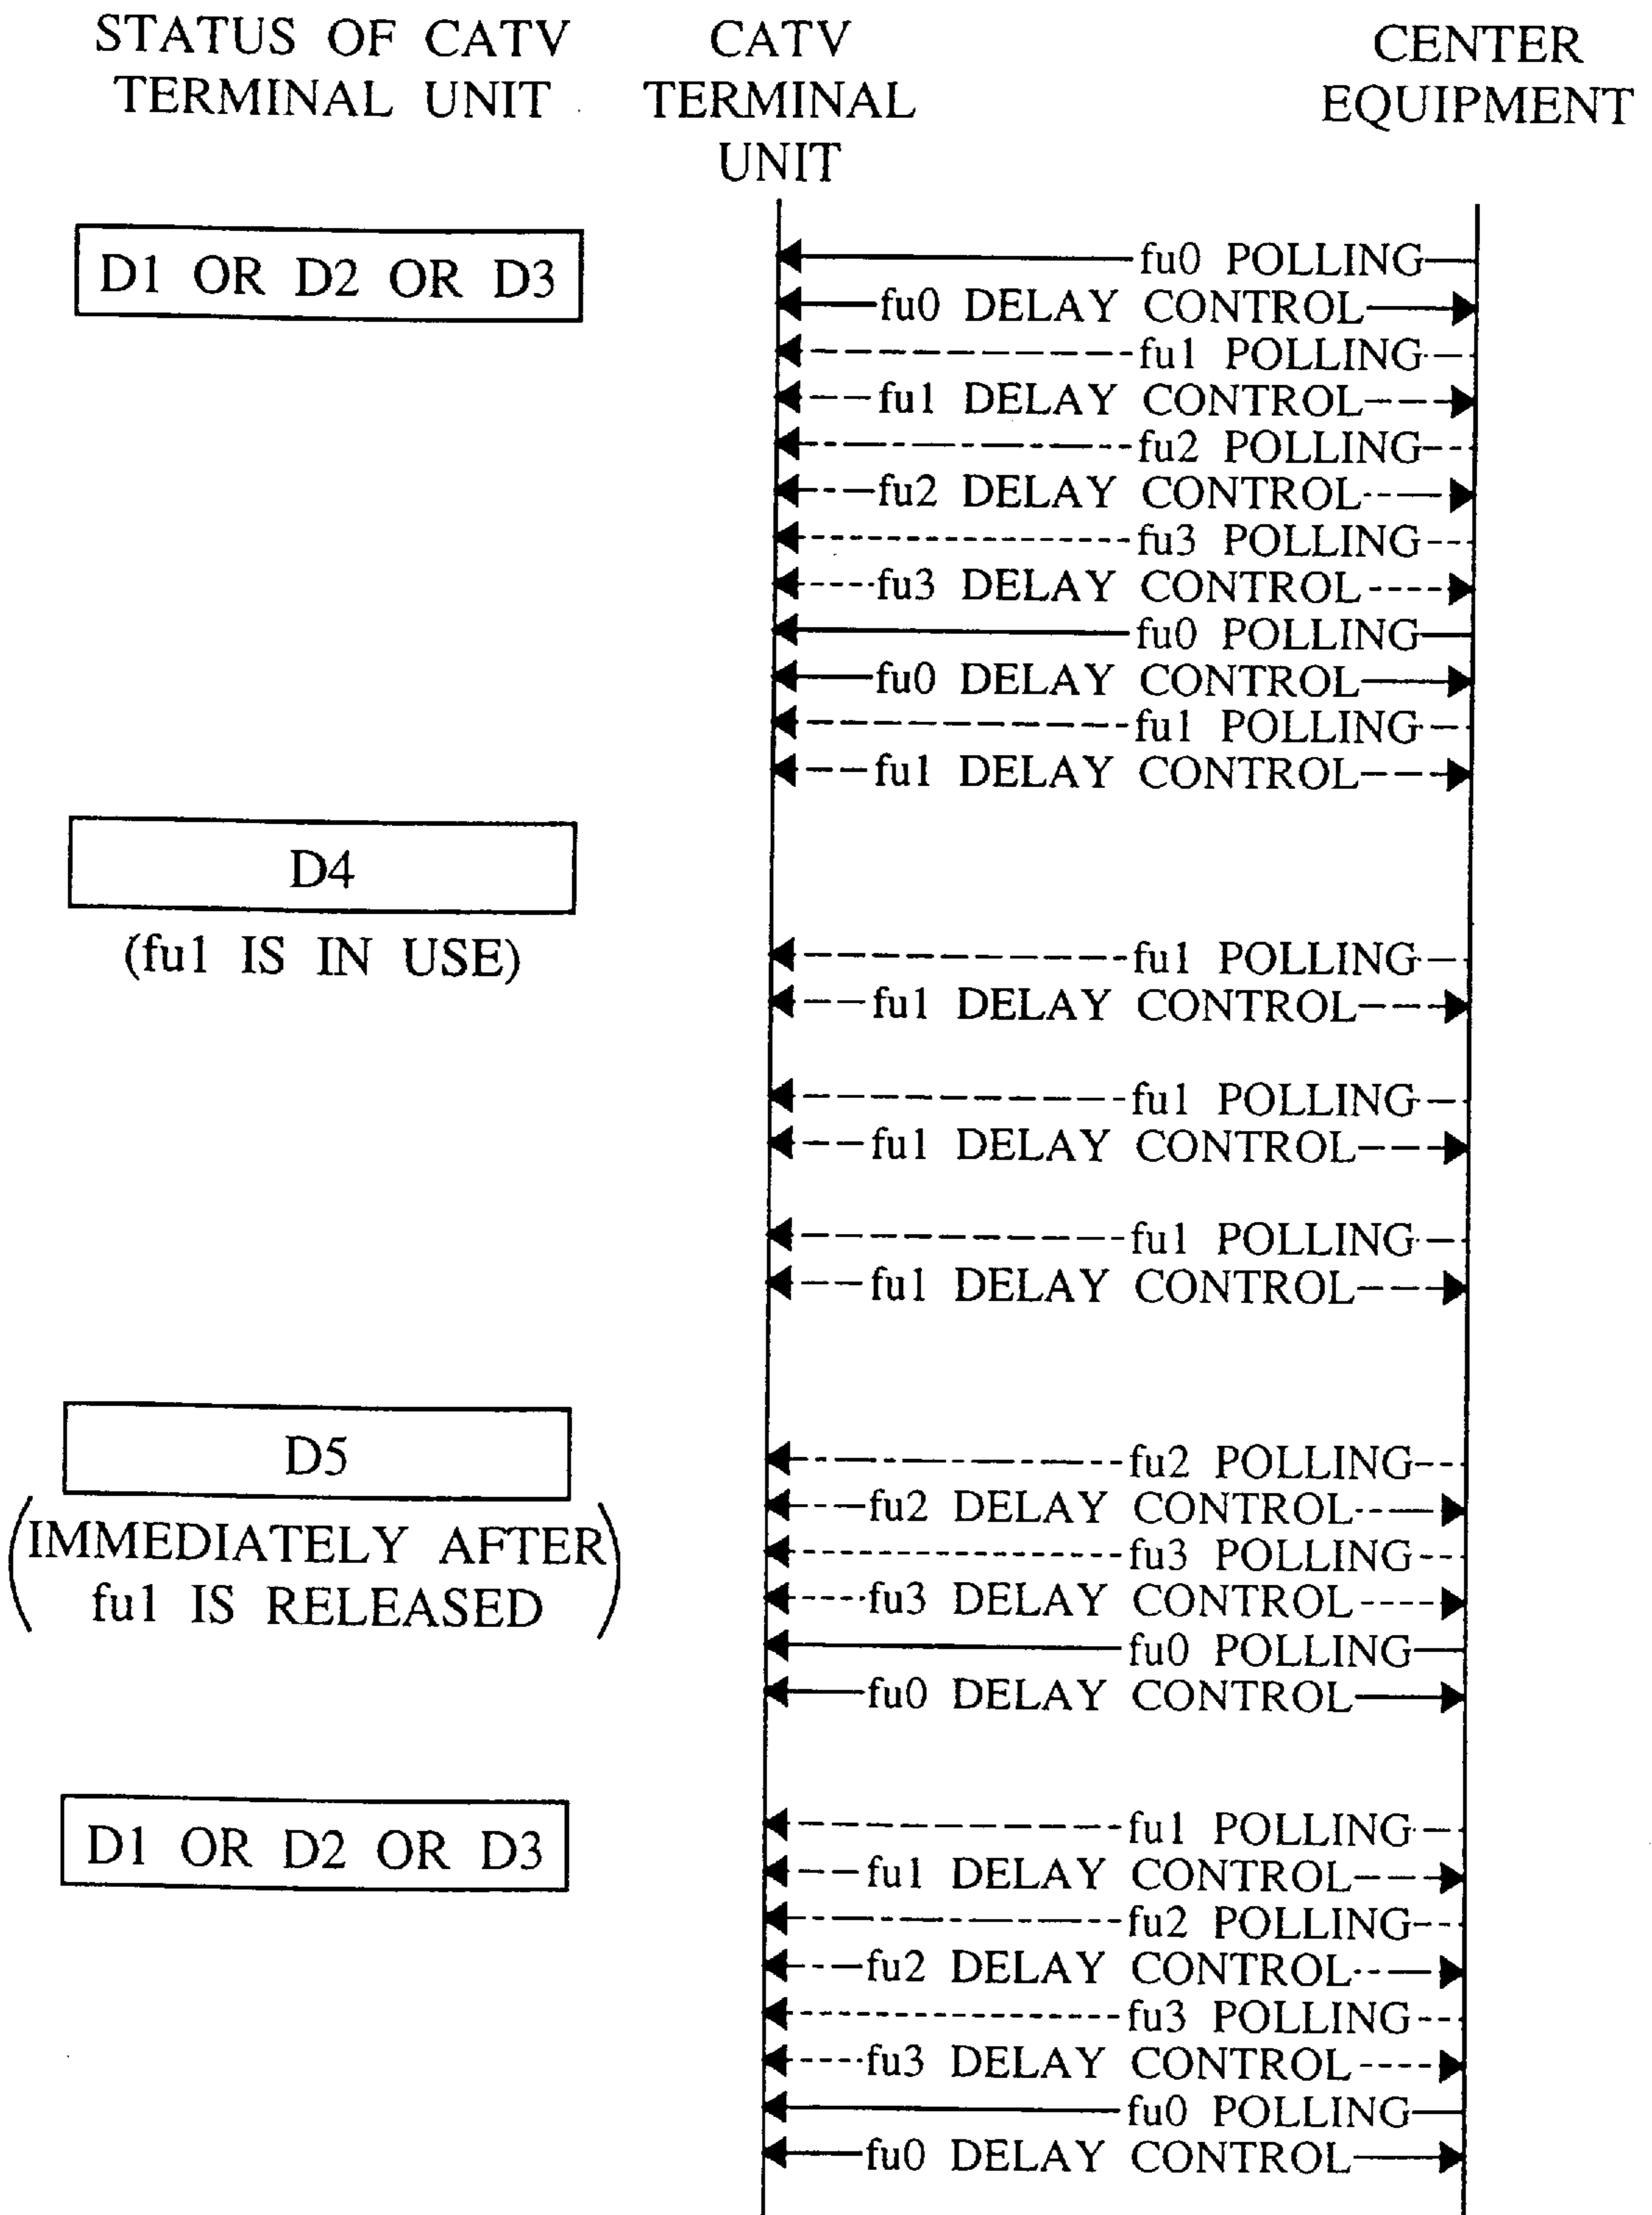 STATUS OF CATV
TERMINAL UNIT
CATV
TERMINAL
UNIT
CENTER
EQUIPMENT
D1 OR D2 OR D3
fu0 POLLING
fu0 DELAY CONTROL
fu1 POLLING
fu1 DELAY CONTROL
fu2 POLLING
fu2 DELAY CONTROL
fu3 POLLING
fu3 DELAY CONTROL
fu0 POLLING
fu0 DELAY CONTROL
fu1 POLLING
fu1 DELAY CONTROL
D4
(fu1 IS IN USE)
fu1 POLLING
fu1 DELAY CONTROL
fu1 POLLING
fu1 DELAY CONTROL
fu1 POLLING
fu1 DELAY CONTROL
D5
(IMMEDIATELY AFTER
fu1 IS RELEASED)
fu2 POLLING
fu2 DELAY CONTROL
fu3 POLLING
fu3 DELAY CONTROL
fu0 POLLING
fu0 DELAY CONTROL
D1 OR D2 OR D3
fu1 POLLING
fu1 DELAY CONTROL
fu2 POLLING
fu2 DELAY CONTROL
fu3 POLLING
fu3 DELAY CONTROL
fu0 POLLING
fu0 DELAY CONTROL